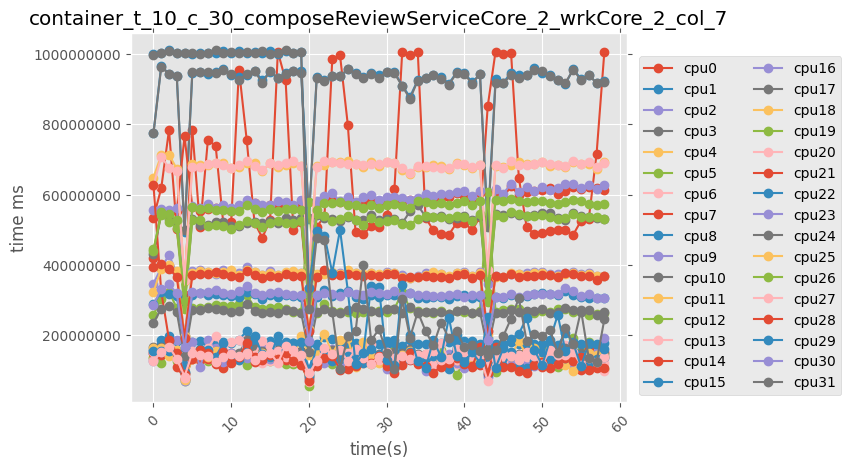 container_t_10_c_30_composeReviewServiceCore_2_wrkCore_2_col_7
time ms
1000000000
800000000
600000000
400000000
200000000
0
10
20
30
40
50
60
time(s)
cpu0
cpu1
cpu2
cpu3
cpu4
cpu5
cpu6
cpu7
cpu8
cpu9
cpu10
cpu11
cpu12
cpu13
cpu14
cpu15
cpu16
cpu17
cpu18
cpu19
cpu20
cpu21
cpu22
cpu23
cpu24
cpu25
cpu26
cpu27
cpu28
cpu29
cpu30
cpu31